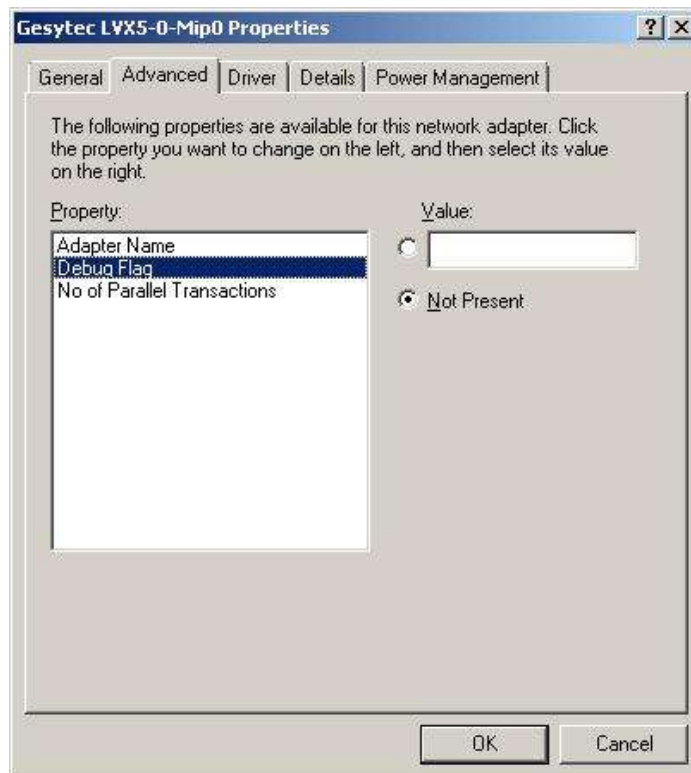 Gesytec LVX5-0-Mip0 Properties
General Advanced Driver Details Power Management
The following properties are available for this network adapter. Click
the property you want to change on the left, and then select its value
on the right.
Property: Value:
Adapter Name
Debug Flag
No of Parallel Transactions
Not Present
OK Cancel